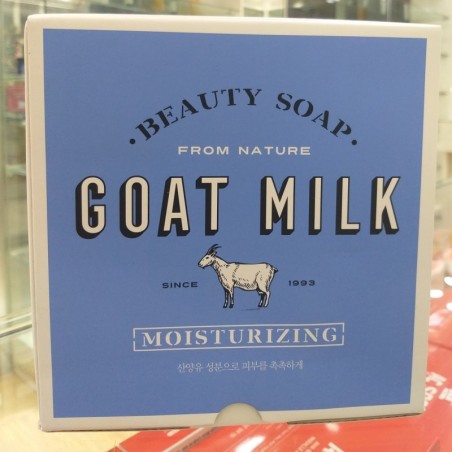 ·BEAUTY SOAP·
FROM NATURE
GOAT MILK
SINCE 1993
MOISTURIZING
산양유 성분으로 피부를 촉촉하게